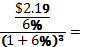 $2.19
6%
(1 + 6%)³ =